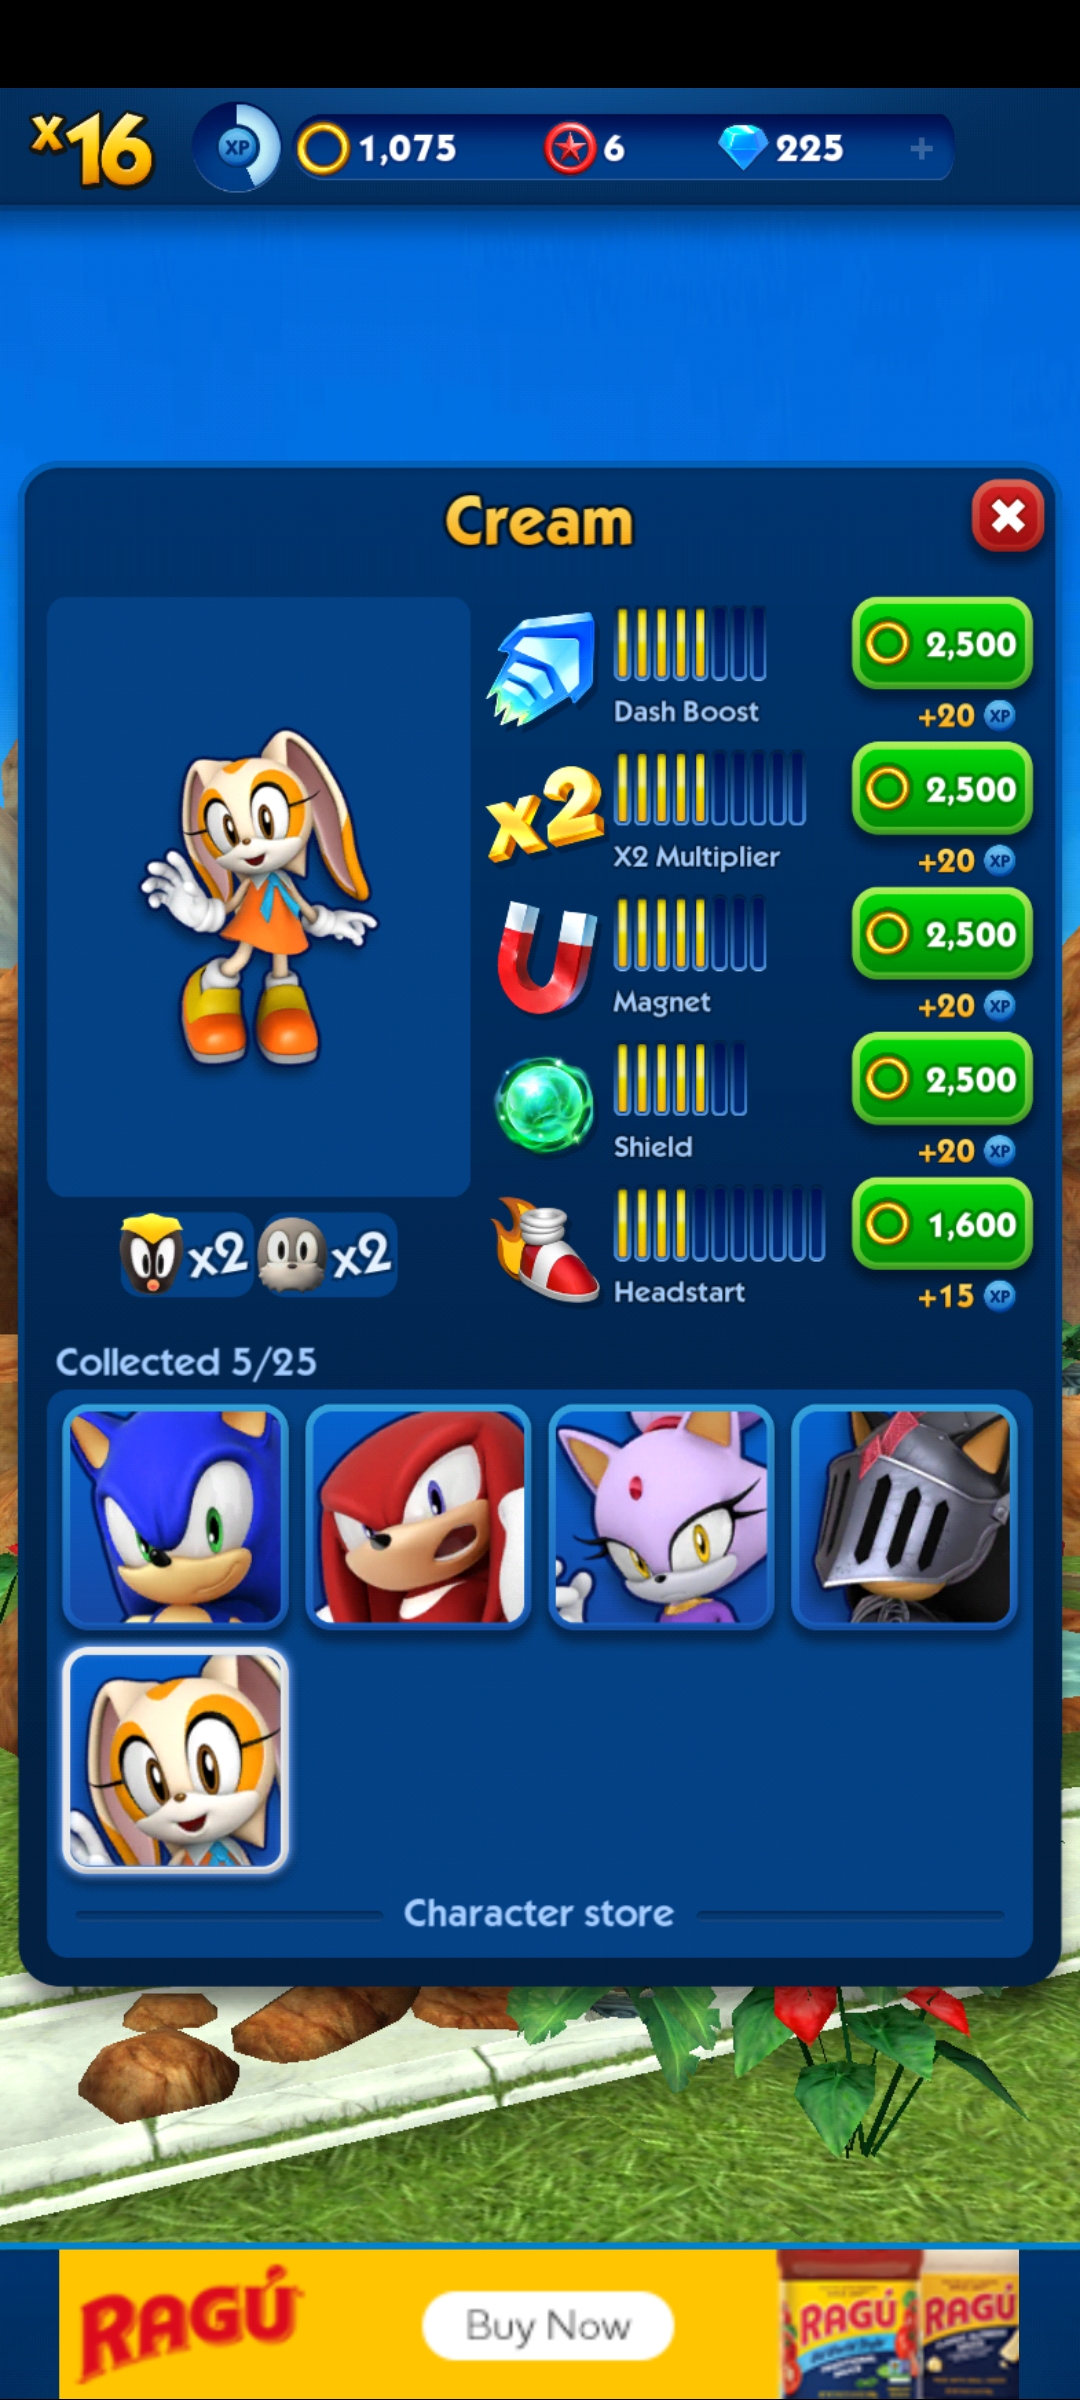 x16
XP
1,075
6
225
+
Cream
2,500
Dash Boost
+20 XP
x2
2,500
X2 Multiplier
+20 XP
2,500
Magnet
+20 XP
2,500
Shield
+20 XP
x2
x2
1,600
Headstart
+15 XP
Collected 5/25
Character store
RAGÚ
Buy Now
RAGÚ
RAGÚ